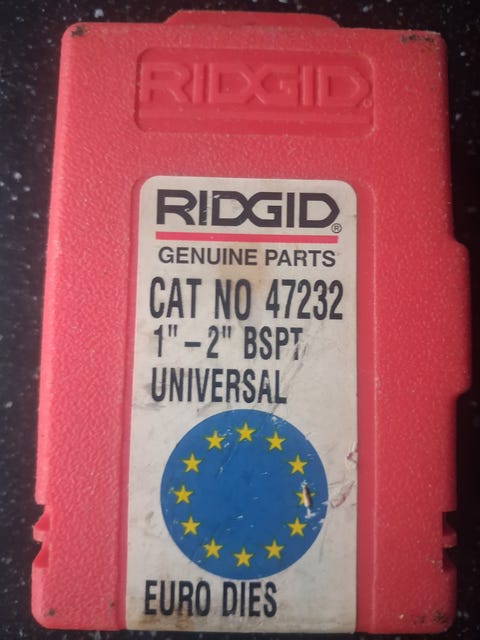 RIDGID
RIDGID®
GENUINE PARTS
CAT NO 47232
1" - 2" BSPT
UNIVERSAL
EURO DIES